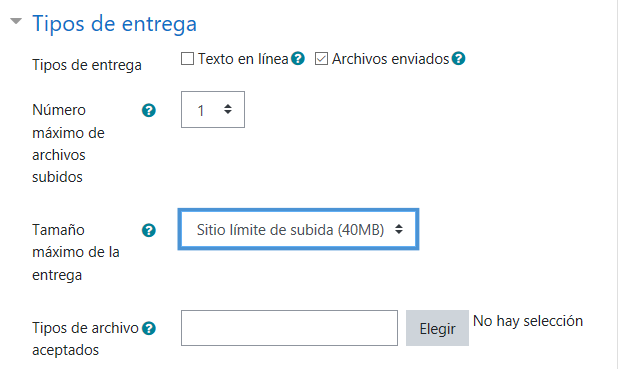 Tipos de entrega
Tipos de entrega
Texto en línea
Archivos enviados
Número
máximo de
archivos
subidos
1
Tamaño
máximo de la
entrega
Sitio límite de subida (40MB)
Tipos de archivo
aceptados
Elegir
No hay selección